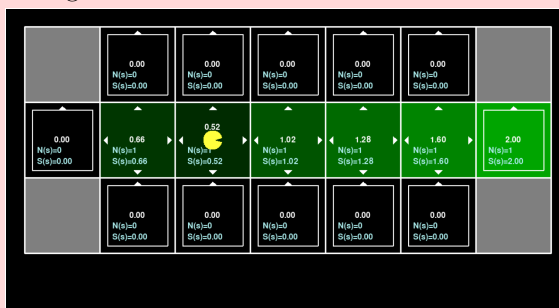 0.00
N(s)=0
S(s)=0.00
0.00
N(s)=0
S(s)=0.00
0.00
N(s)=0
S(s)=0.00
0.00
N(s)=0
S(s)=0.00
0.00
N(s)=0
S(s)=0.00
0.00
N(s)=0
S(s)=0.00
0.66
N(s)=1
S(s)=0.66
0.52
N(s)=1
S(s)=0.52
1.02
N(s)=1
S(s)=1.02
1.28
N(s)=1
S(s)=1.28
1.60
N(s)=1
S(s)=1.60
2.00
N(s)=1
S(s)=2.00
0.00
N(s)=0
S(s)=0.00
0.00
N(s)=0
S(s)=0.00
0.00
N(s)=0
S(s)=0.00
0.00
N(s)=0
S(s)=0.00
0.00
N(s)=0
S(s)=0.00